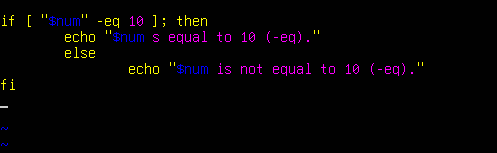 if [ "$num" -eq 10 ]; then
echo "$num s equal to 10 (-eq)."
else
echo "$num is not equal to 10 (-eq)."
fi
~
~